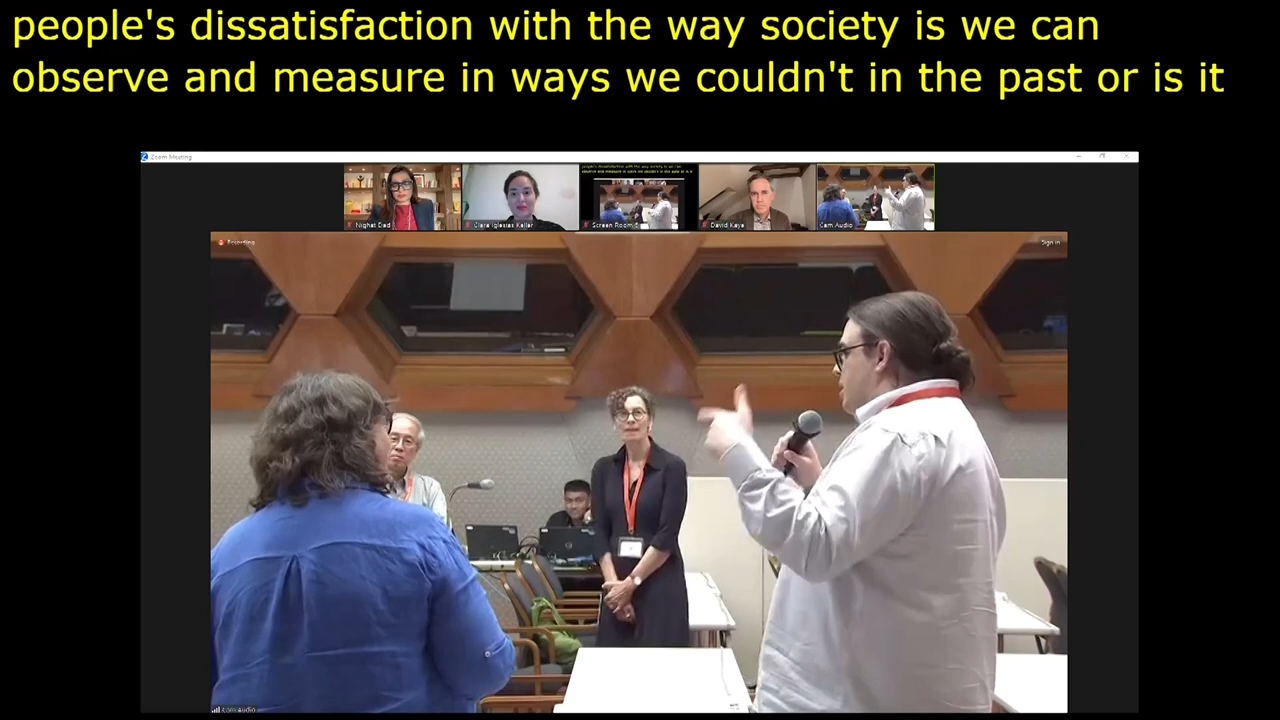 people's dissatisfaction with the way society is we can
observe and measure in ways we couldn't in the past or is it
Zoom Meeting
Nighat Dad
Clara Iglesias Keller
Screen Room
David Kaye
Cam Audio
Recording
Sign in
Cam Audio